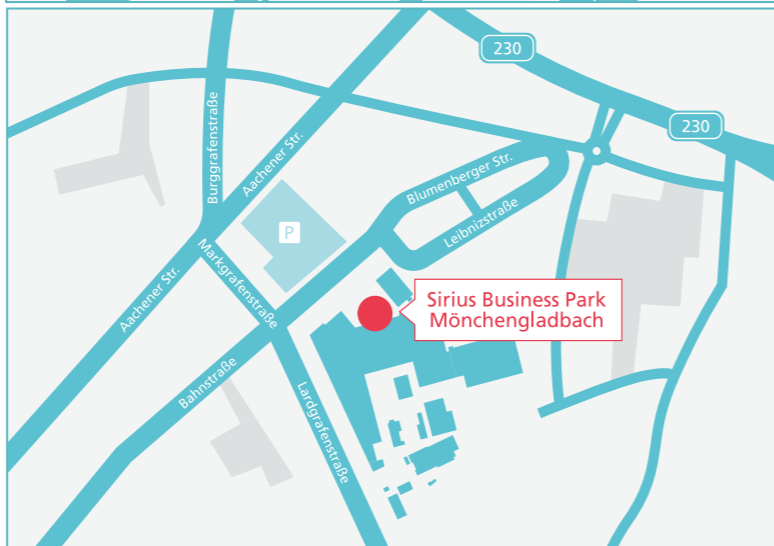 230
230
Burggrafenstraße
Aachener Str.
Blumenberger Str.
Leibnizstraße
P
Markgrafenstraße
Aachener Str.
Sirius Business Park
Mönchengladbach
Bahnstraße
Lardgrafenstraße